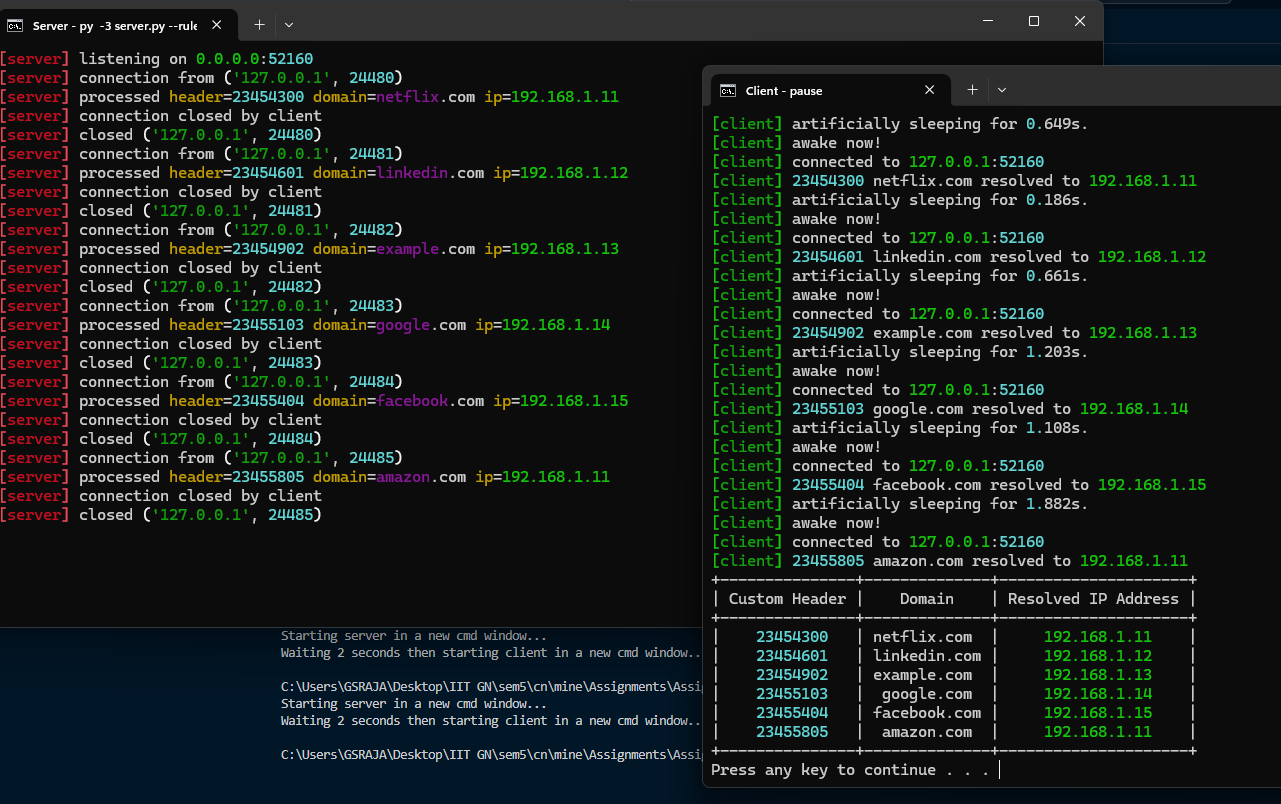 Server - py -3 server.py --rule
[server] listening on 0.0.0.0:52160
[server] connection from ('127.0.0.1', 24480)
[server] processed header=23454300 domain=netflix.com ip=192.168.1.11
[server] connection closed by client
[server] closed ('127.0.0.1', 24480)
[server] connection from ('127.0.0.1', 24481)
[server] processed header=23454601 domain=linkedin.com ip=192.168.1.12
[server] connection closed by client
[server] closed ('127.0.0.1', 24481)
[server] connection from ('127.0.0.1', 24482)
[server] processed header=23454902 domain=example.com ip=192.168.1.13
[server] connection closed by client
[server] closed ('127.0.0.1', 24482)
[server] connection from ('127.0.0.1', 24483)
[server] processed header=23455103 domain=google.com ip=192.168.1.14
[server] connection closed by client
[server] closed ('127.0.0.1', 24483)
[server] connection from ('127.0.0.1', 24484)
[server] processed header=23455404 domain=facebook.com ip=192.168.1.15
[server] connection closed by client
[server] closed ('127.0.0.1', 24484)
[server] connection from ('127.0.0.1', 24485)
[server] processed header=23455805 domain=amazon.com ip=192.168.1.11
[server] connection closed by client
[server] closed ('127.0.0.1', 24485)
Client - pause
[client] artificially sleeping for 0.649s.
[client] awake now!
[client] connected to 127.0.0.1:52160
[client] 23454300 netflix.com resolved to 192.168.1.11
[client] artificially sleeping for 0.186s.
[client] awake now!
[client] connected to 127.0.0.1:52160
[client] 23454601 linkedin.com resolved to 192.168.1.12
[client] artificially sleeping for 0.661s.
[client] awake now!
[client] connected to 127.0.0.1:52160
[client] 23454902 example.com resolved to 192.168.1.13
[client] artificially sleeping for 1.203s.
[client] awake now!
[client] connected to 127.0.0.1:52160
[client] 23455103 google.com resolved to 192.168.1.14
[client] artificially sleeping for 1.108s.
[client] awake now!
[client] connected to 127.0.0.1:52160
[client] 23455404 facebook.com resolved to 192.168.1.15
[client] artificially sleeping for 1.882s.
[client] awake now!
[client] connected to 127.0.0.1:52160
[client] 23455805 amazon.com resolved to 192.168.1.11
+---------------+--------------+---------------------+
| Custom Header | Domain | Resolved IP Address |
+---------------+--------------+---------------------+
| 23454300 | netflix.com | 192.168.1.11 |
| 23454601 | linkedin.com | 192.168.1.12 |
| 23454902 | example.com | 192.168.1.13 |
| 23455103 | google.com | 192.168.1.14 |
| 23455404 | facebook.com | 192.168.1.15 |
| 23455805 | amazon.com | 192.168.1.11 |
+---------------+--------------+---------------------+
Press any key to continue . . .
Starting server in a new cmd window...
Waiting 2 seconds then starting client in a new cmd window..
C:\Users\GSRAJA\Desktop\IIT GN\sem5\cn\mine\Assignments\Assig
Starting server in a new cmd window...
Waiting 2 seconds then starting client in a new cmd window..
C:\Users\GSRAJA\Desktop\IIT GN\sem5\cn\mine\Assignments\Assig